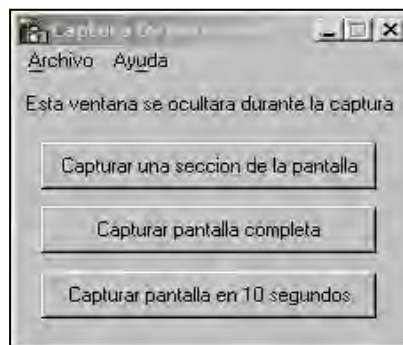 Captura
Archivo Ayuda
Esta ventana se ocultara durante la captura
Capturar una seccion de la pantalla
Capturar pantalla completa
Capturar pantalla en 10 segundos